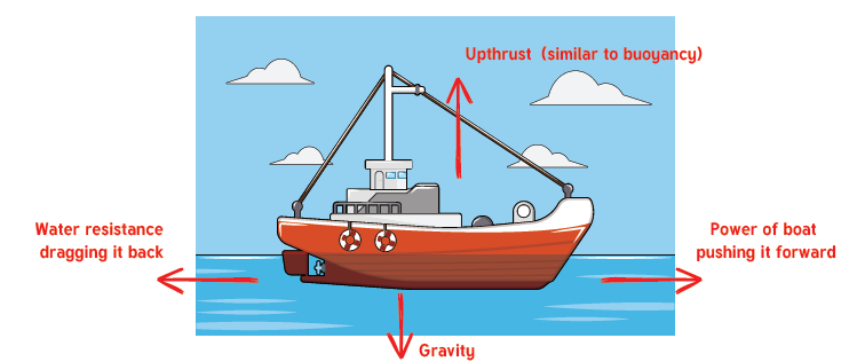 Upthrust (similar to buoyancy)
Water resistance
dragging it back
Power of boat
pushing it forward
Gravity